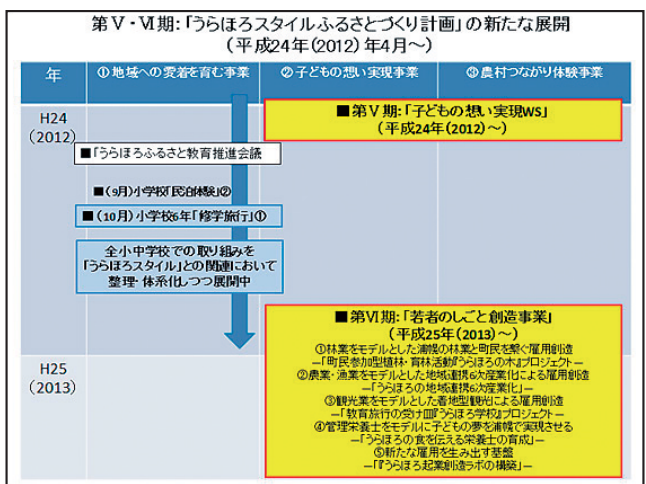 第Ⅴ・Ⅵ期:「うらほろスタイルふるさとづくり計画」の新たな展開
(平成24年(2012)年4月~)
年
①地域への愛着を育む事業
②子どもの想い実現事業
③農村つながり体験事業
H24
(2012)
■第Ⅴ期:「子どもの想い実現WS」
(平成24年(2012)~)
■「うらほろふるさと教育推進会議
■(9月)小学校「民泊体験」②
■(10月)小学校6年「修学旅行」①
全小中学校での取り組みを
「うらほろスタイル」との関連において
整理・体系化しつつ展開中
H25
(2013)
■第Ⅵ期:「若者のしごと創造事業」
(平成25年(2013)~)
①林業をモデルとした浦幌の林業と町民を繋ぐ雇用創造
―「町民参加型植林・育林活動『うらほろの木』プロジェクト―
②農業・漁業をモデルとした地域連携6次産業化による雇用創造
―「うらほろの地域連携6次産業化」―
③観光業をモデルとした着地型観光による雇用創造
―「教育旅行の受け皿『うらほろ学校』プロジェクト―
④管理栄養士をモデルに子どもの夢を浦幌で実現させる
―「うらほろの食を伝える栄養士の育成」―
⑤新たな雇用を生み出す基盤
―「『うらほろ起業創造ラボの構築」―